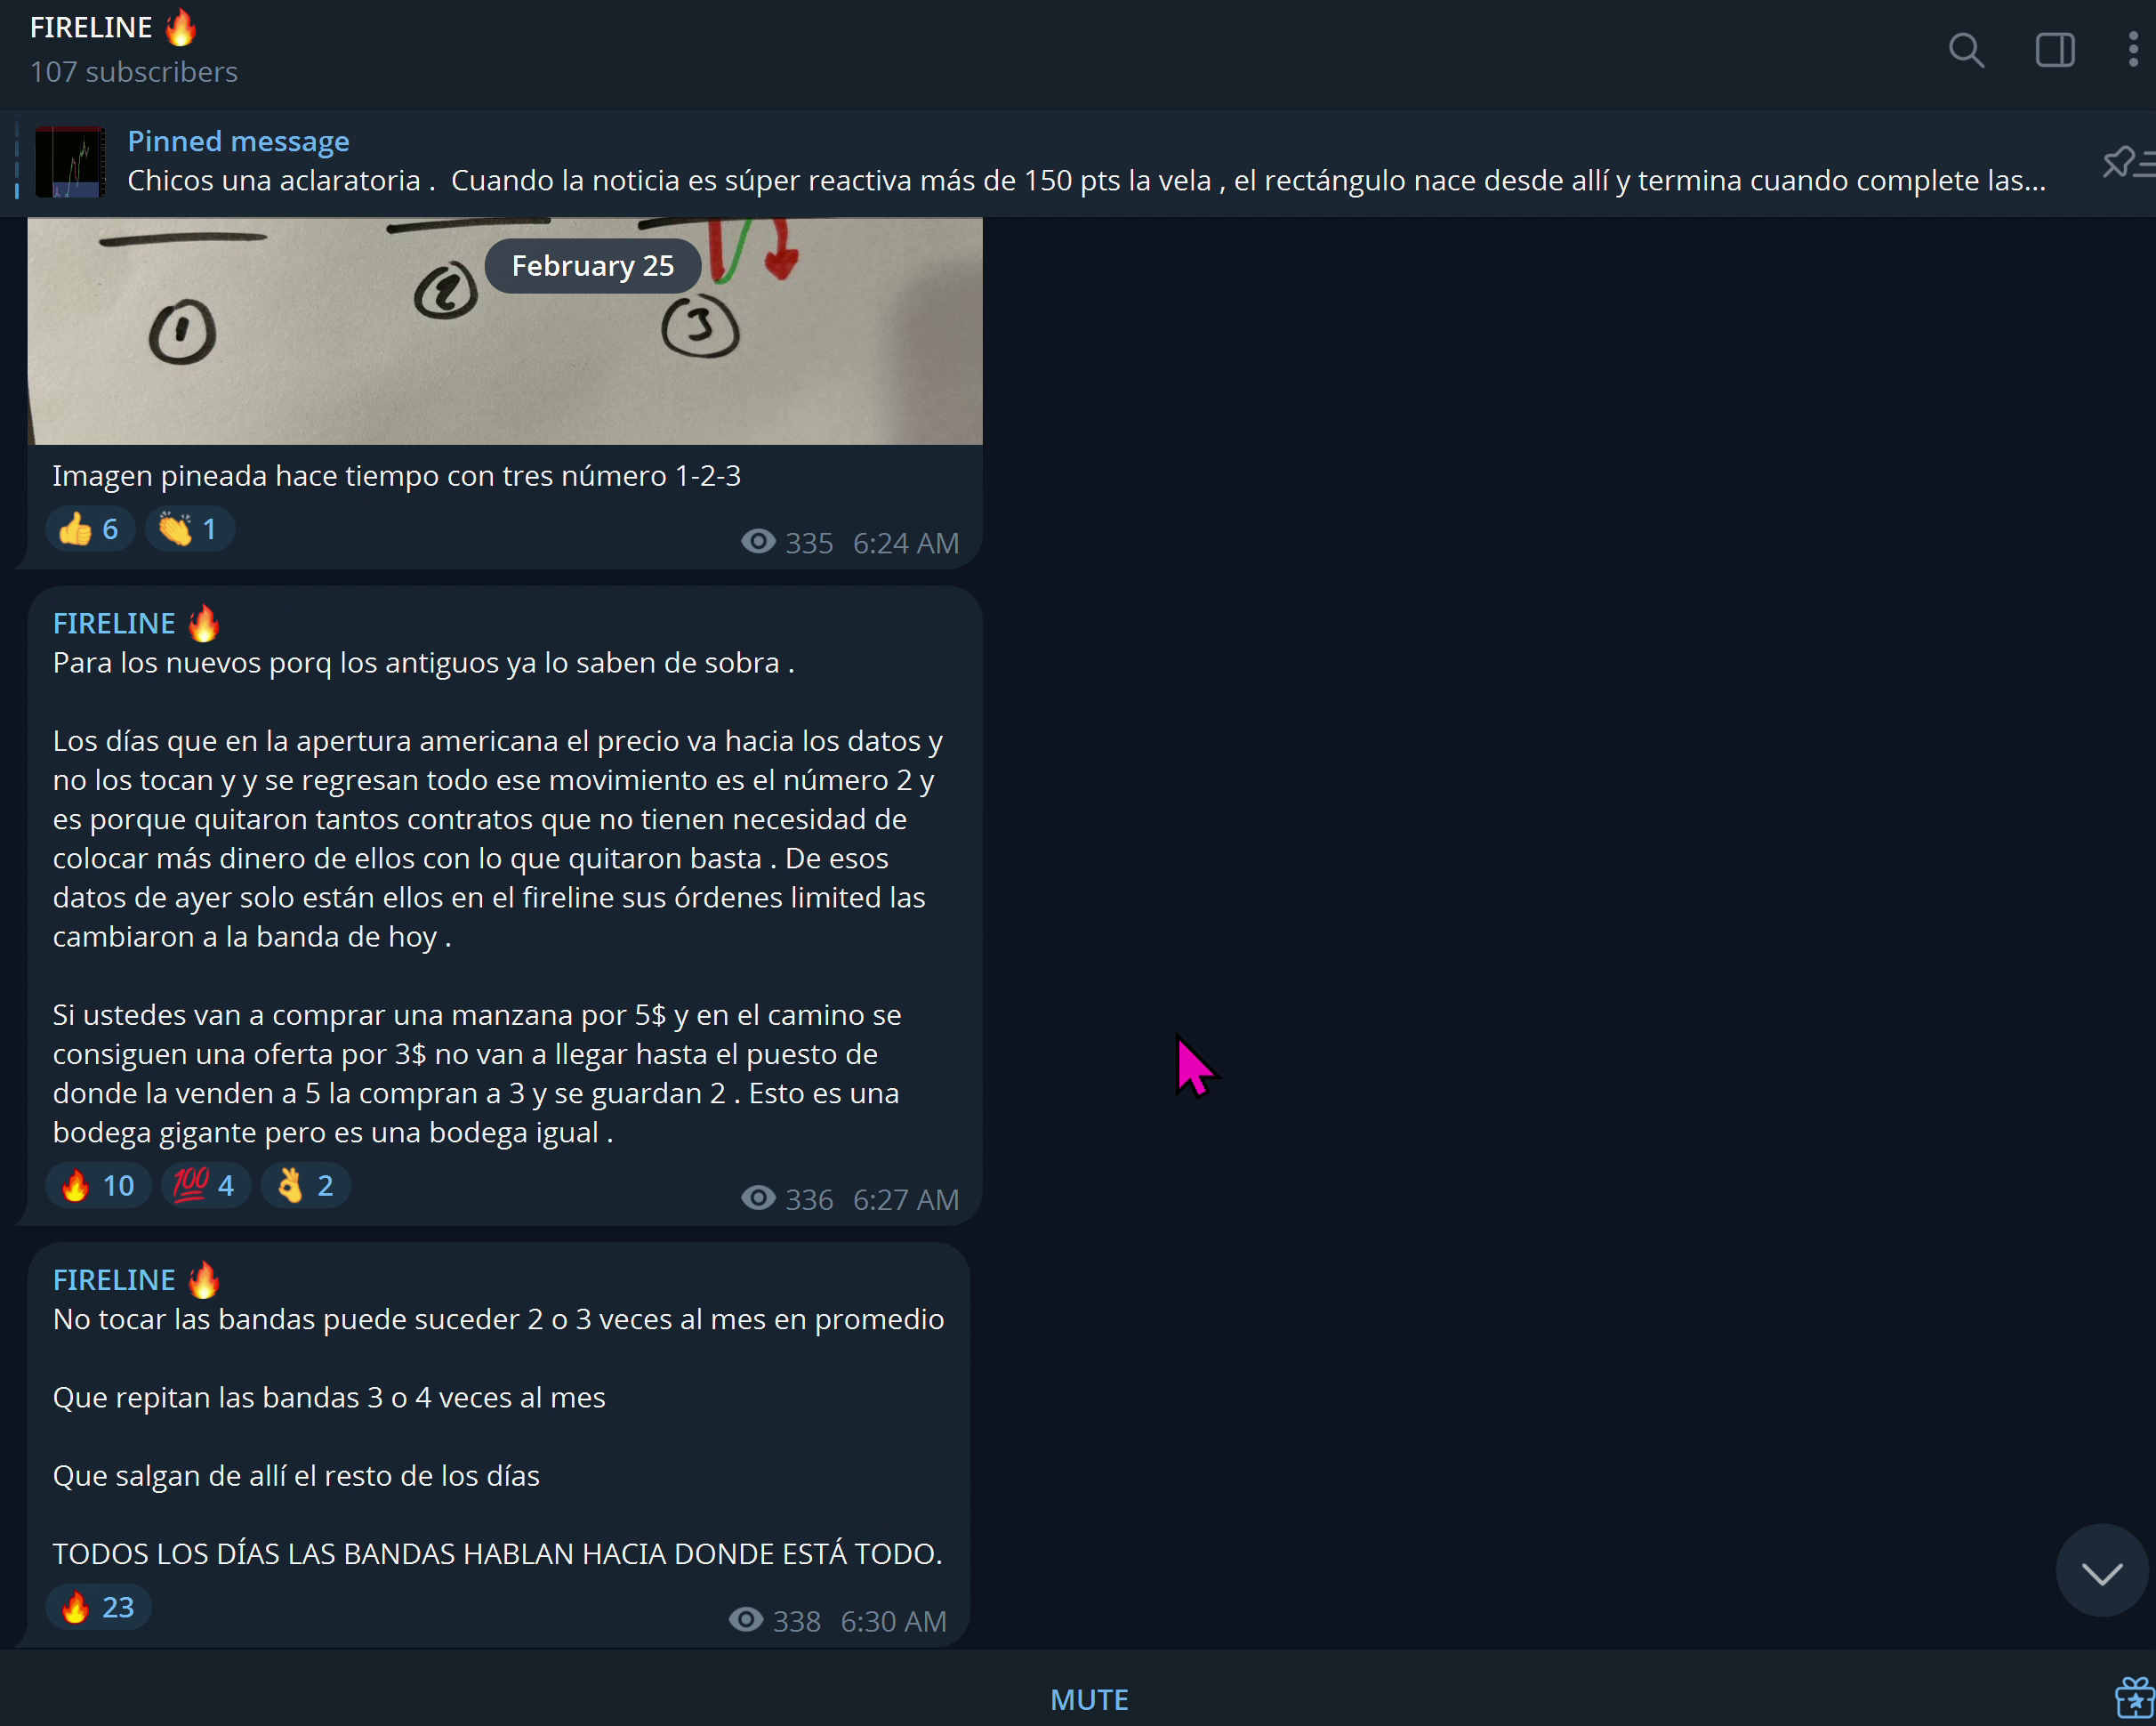 FIRELINE 🔥
107 subscribers
Pinned message
Chicos una aclaratoria .  Cuando la noticia es súper reactiva más de 150 pts la vela , el rectángulo nace desde allí y termina cuando complete las...
February 25
1
2
3
Imagen pineada hace tiempo con tres número 1-2-3
👍 6 👏 1
335 6:24 AM
FIRELINE 🔥
Para los nuevos porq los antiguos ya lo saben de sobra .
Los días que en la apertura americana el precio va hacia los datos y
no los tocan y y se regresan todo ese movimiento es el número 2 y
es porque quitaron tantos contratos que no tienen necesidad de
colocar más dinero de ellos con lo que quitaron basta . De esos
datos de ayer solo están ellos en el fireline sus órdenes limited las
cambiaron a la banda de hoy .
Si ustedes van a comprar una manzana por 5$ y en el camino se
consiguen una oferta por 3$ no van a llegar hasta el puesto de
donde la venden a 5 la compran a 3 y se guardan 2 . Esto es una
bodega gigante pero es una bodega igual .
🔥 10 💯 4 👌 2
336 6:27 AM
FIRELINE 🔥
No tocar las bandas puede suceder 2 o 3 veces al mes en promedio
Que repitan las bandas 3 o 4 veces al mes
Que salgan de allí el resto de los días
TODOS LOS DÍAS LAS BANDAS HABLAN HACIA DONDE ESTÁ TODO.
🔥 23
338 6:30 AM
MUTE